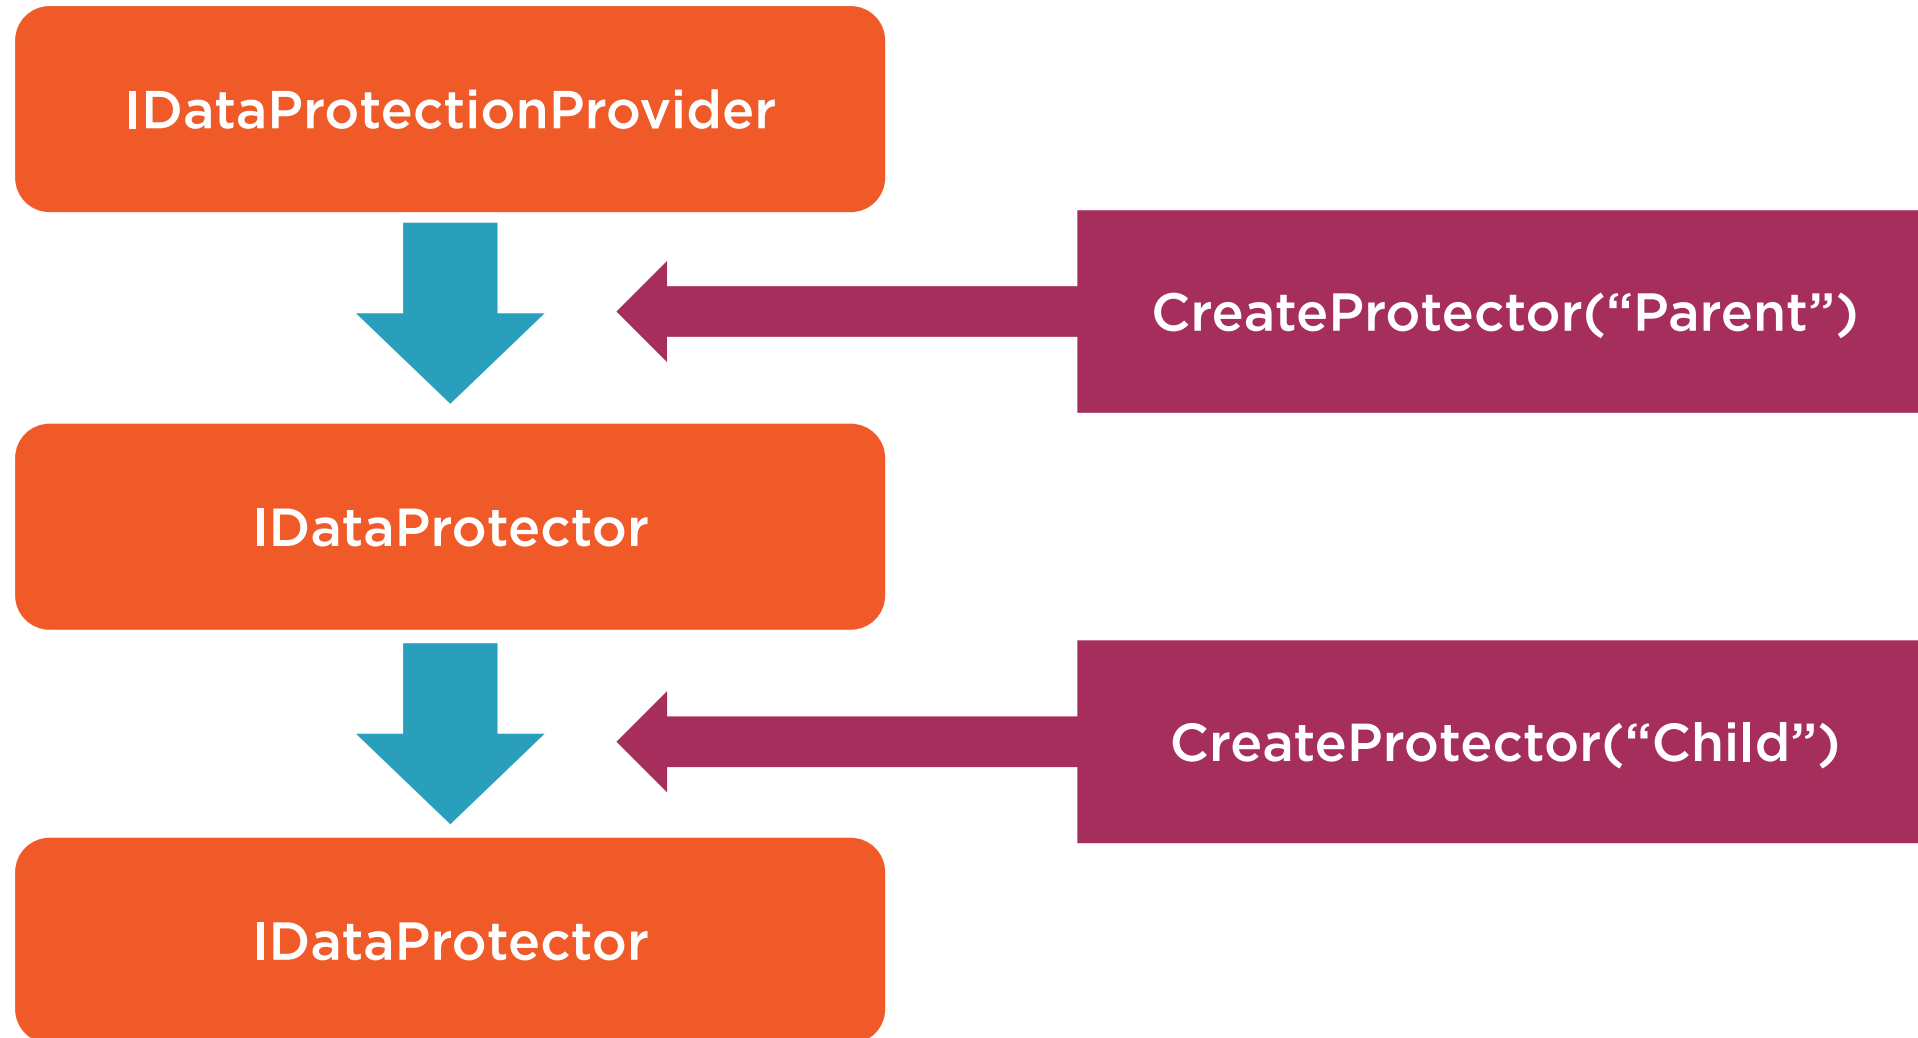 IDataProtectionProvider
CreateProtector(“Parent”)
IDataProtector
CreateProtector(“Child”)
IDataProtector